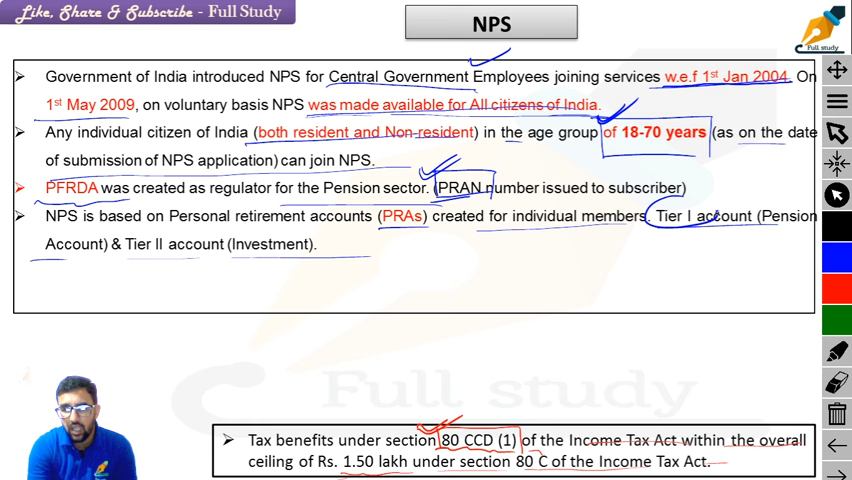 Like, Share & Subscribe - Full Study
NPS
Full study
Government of India introduced NPS for Central Government Employees joining services w.e.f 1st Jan 2004. On
1st May 2009, on voluntary basis NPS was made available for All citizens of India.
Any individual citizen of India (both resident and Non-resident) in the age group of 18-70 years (as on the date
of submission of NPS application) can join NPS.
PFRDA was created as regulator for the Pension sector. (PRAN number issued to subscriber)
NPS is based on Personal retirement accounts (PRAs) created for individual members. Tier I account (Pension
Account) & Tier II account (Investment).
Full study
Tax benefits under section 80 CCD (1) of the Income Tax Act within the overall
ceiling of Rs. 1.50 lakh under section 80 C of the Income Tax Act.